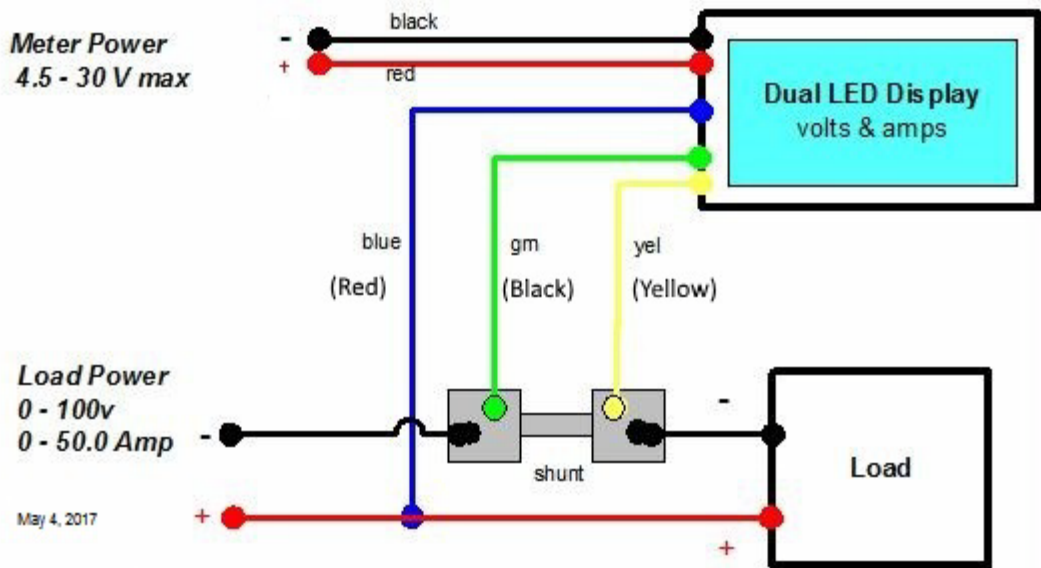 Meter Power
4.5 - 30 V max
-
black
+
red
Dual LED Display
volts & amps
blue
(Red)
grn
(Black)
yel
(Yellow)
Load Power
0 - 100v
0 - 50.0 Amp
-
shunt
-
Load
May 4, 2017
+
+